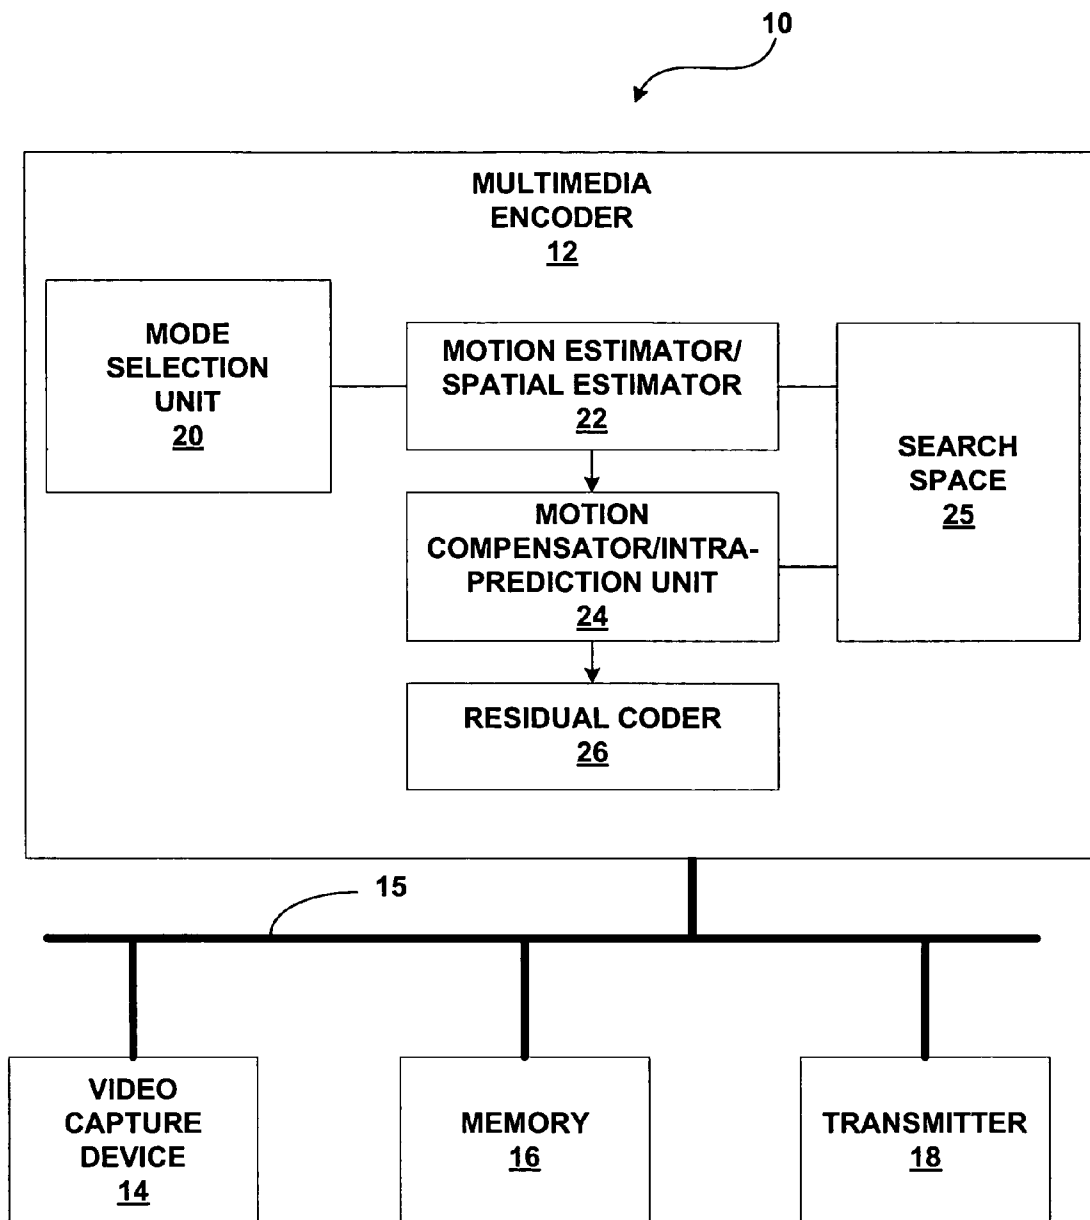 10
MULTIMEDIA
ENCODER
12
MODE
SELECTION
UNIT
20
MOTION ESTIMATOR/
SPATIAL ESTIMATOR
22
SEARCH
SPACE
25
MOTION
COMPENSATOR/INTRA-
PREDICTION UNIT
24
RESIDUAL CODER
26
15
VIDEO
CAPTURE
DEVICE
14
MEMORY
16
TRANSMITTER
18